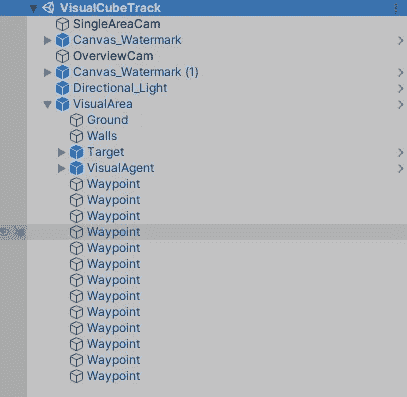 VisualCubeTrack
SingleAreaCam
Canvas_Watermark
OverviewCam
Canvas_Watermark (1)
Directional_Light
VisualArea
Ground
Walls
Target
VisualAgent
Waypoint
Waypoint
Waypoint
Waypoint
Waypoint
Waypoint
Waypoint
Waypoint
Waypoint
Waypoint
Waypoint
Waypoint
Waypoint